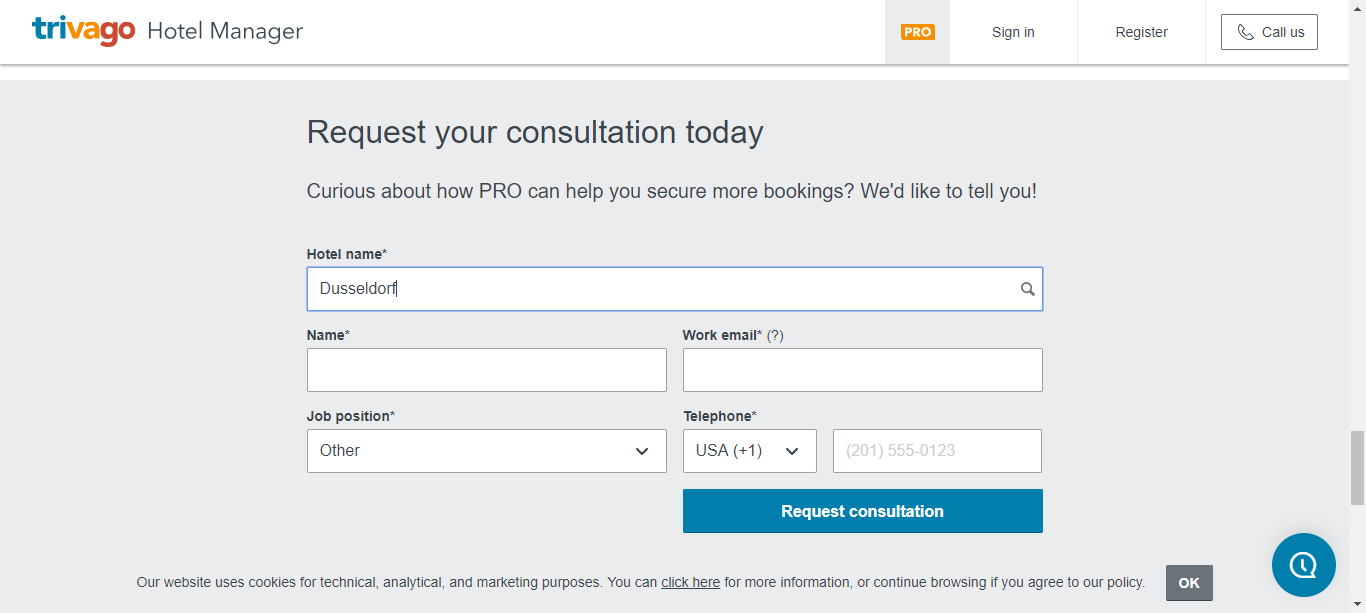 trivago Hotel Manager
PRO
Sign in
Register
Call us
Request your consultation today
Curious about how PRO can help you secure more bookings? We'd like to tell you!
Hotel name*
Dusseldorf
Name*
Work email* (?)
Job position*
Telephone*
Other
USA (+1)
(201) 555-0123
Request consultation
Our website uses cookies for technical, analytical, and marketing purposes. You can click here for more information, or continue browsing if you agree to our policy.
OK